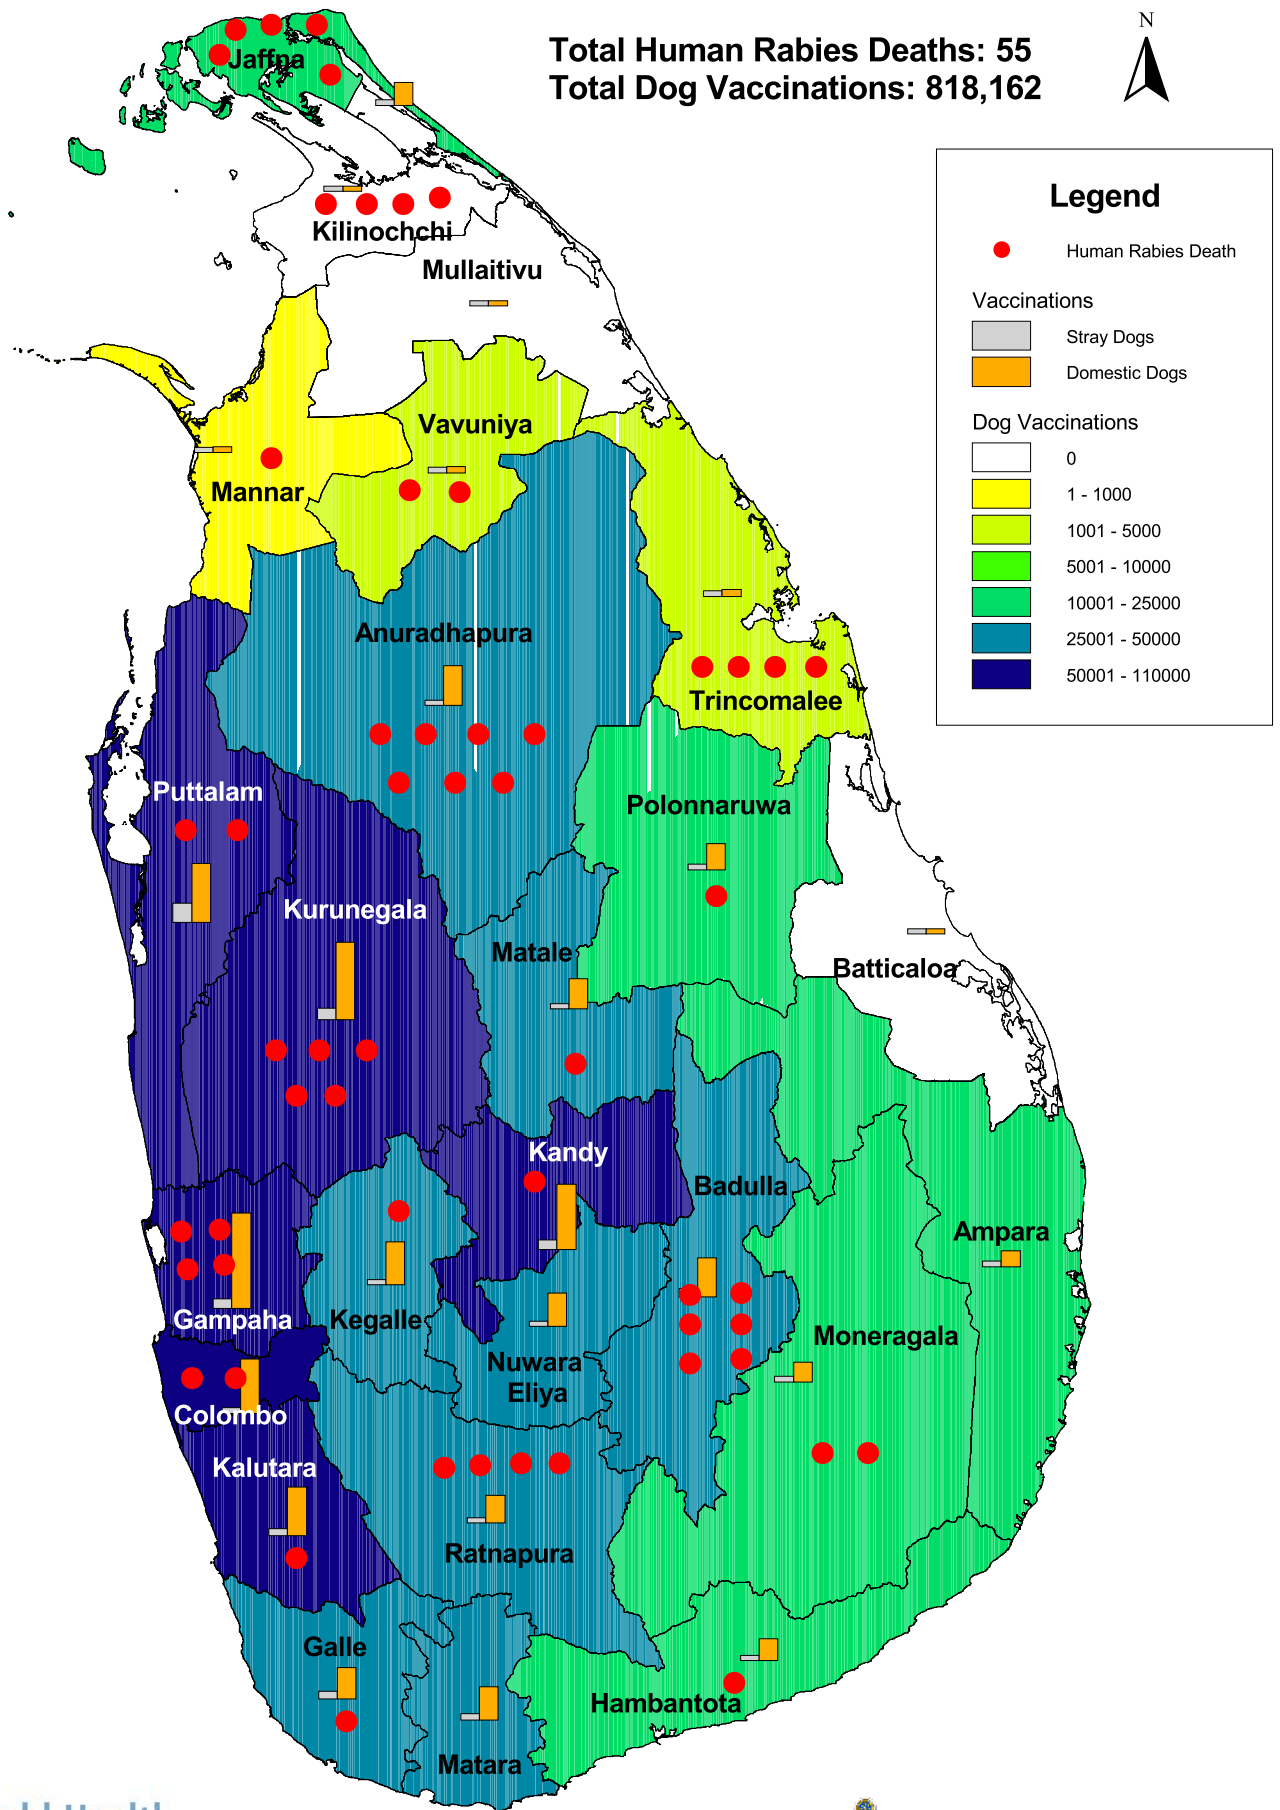 Total Human Rabies Deaths: 55
Total Dog Vaccinations: 818,162
N
Legend
Human Rabies Death
Vaccinations
Stray Dogs
Domestic Dogs
Dog Vaccinations
0
1 - 1000
1001 - 5000
5001 - 10000
10001 - 25000
25001 - 50000
50001 - 110000
Jaffna
Kilinochchi
Mullaitivu
Vavuniya
Mannar
Anuradhapura
Trincomalee
Puttalam
Polonnaruwa
Kurunegala
Matale
Batticaloa
Kandy
Badulla
Ampara
Gampaha
Kegalle
Moneragala
Nuwara
Eliya
Colombo
Kalutara
Ratnapura
Galle
Hambantota
Matara